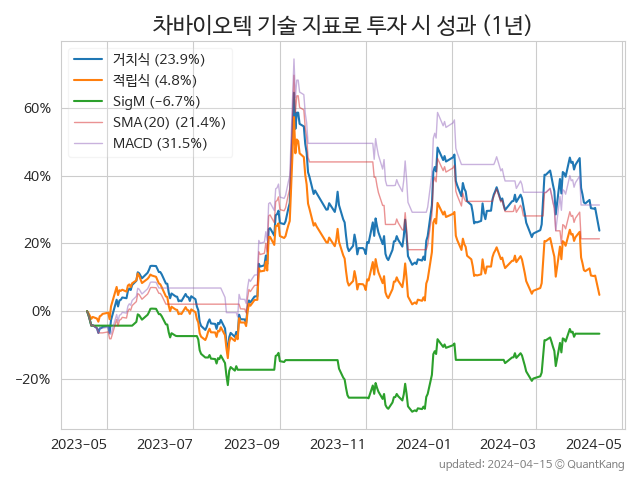 차바이오텍 기술 지표로 투자 시 성과 (1년)
거치식 (23.9%)
적립식 (4.8%)
SigM (−6.7%)
SMA(20) (21.4%)
MACD (31.5%)
60%
40%
20%
0%
−20%
2023-05 2023-07 2023-09 2023-11 2024-01 2024-03 2024-05
updated: 2024-04-15 © QuantKang